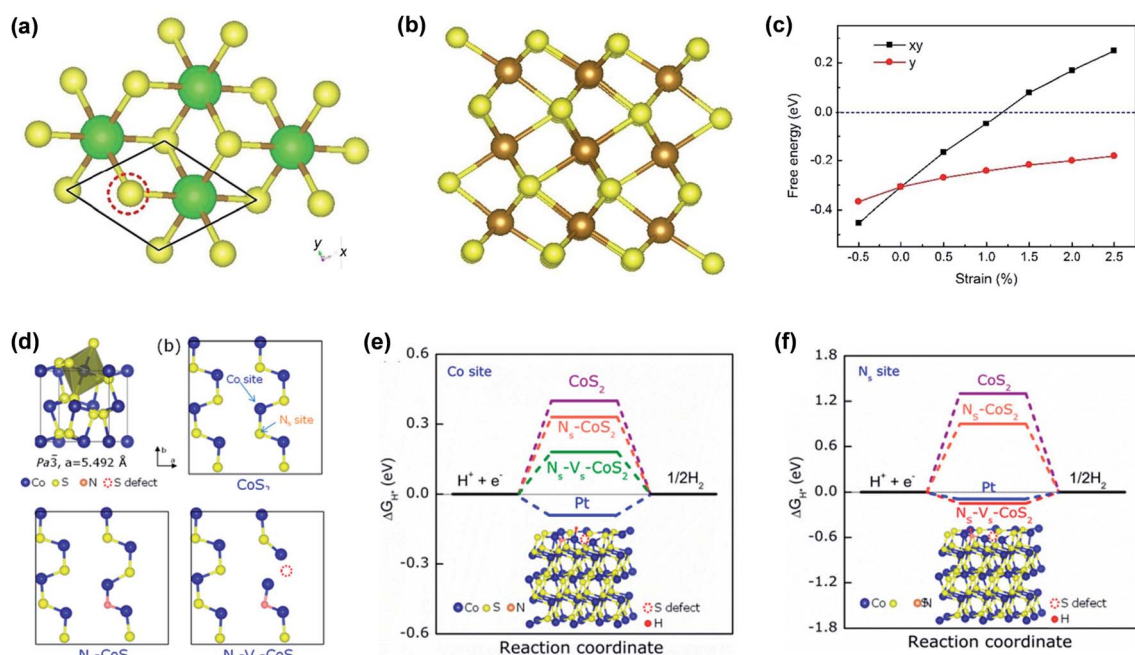 (a)
y x
(b)
(c)
xy
y
Free energy (eV)
0.2
0.0
-0.2
-0.4
-0.5 0.0 0.5 1.0 1.5 2.0 2.5
Strain (%)
(d)
Pa3̄, a=5.492 Å
Co S N S defect
(b)
Co site
Ns site
b
a
CoS2
Ns-CoS
Ns-Vs-CoS
(e)
Co site
ΔGH* (eV)
0.6
0.3
0.0
-0.3
-0.6
CoS2
Ns-CoS2
Ns-Vs-CoS2
Pt
H+ + e-
1/2H2
Co S N
S defect
H
Reaction coordinate
(f)
Ns site
ΔGH* (eV)
1.8
1.2
0.6
0.0
-0.6
-1.2
-1.8
CoS2
Ns-CoS2
Pt
Ns-Vs-CoS2
H+ + e-
1/2H2
Co S N
S defect
H
Reaction coordinate